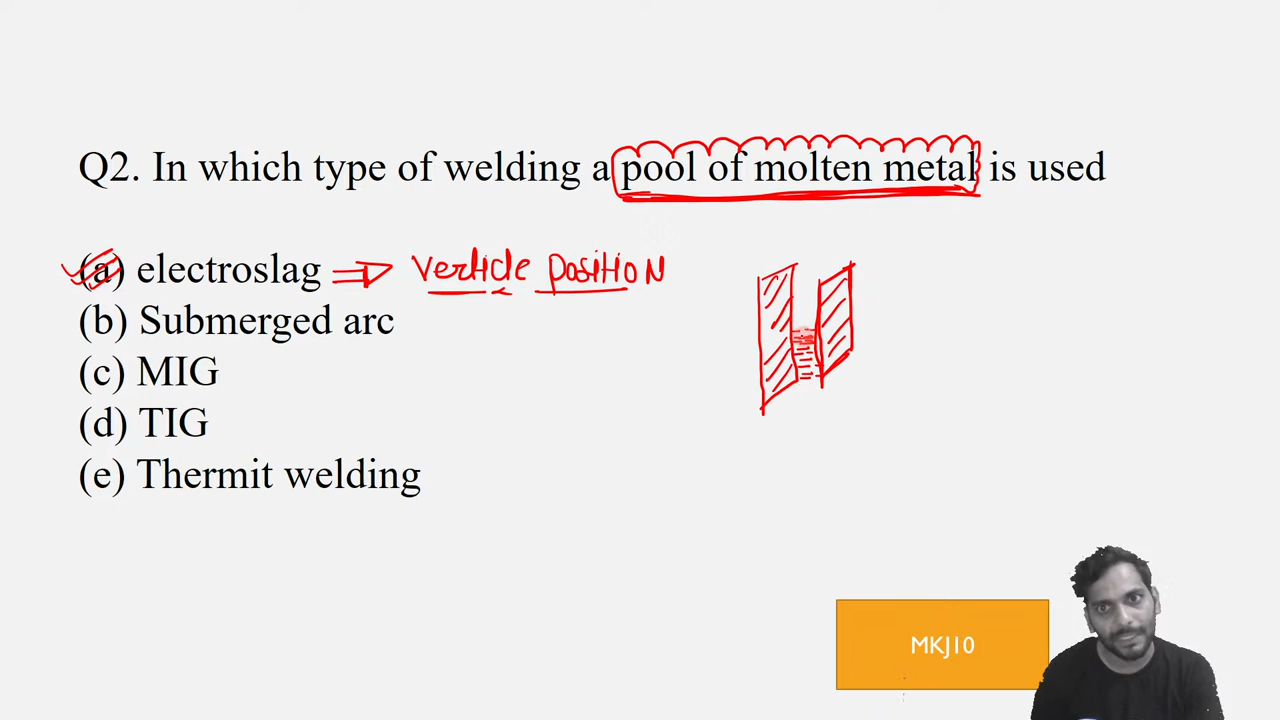 Q2. In which type of welding a pool of molten metal is used
(a) electroslag ⇒ verticle position
(b) Submerged arc
(c) MIG
(d) TIG
(e) Thermit welding
MKJ10